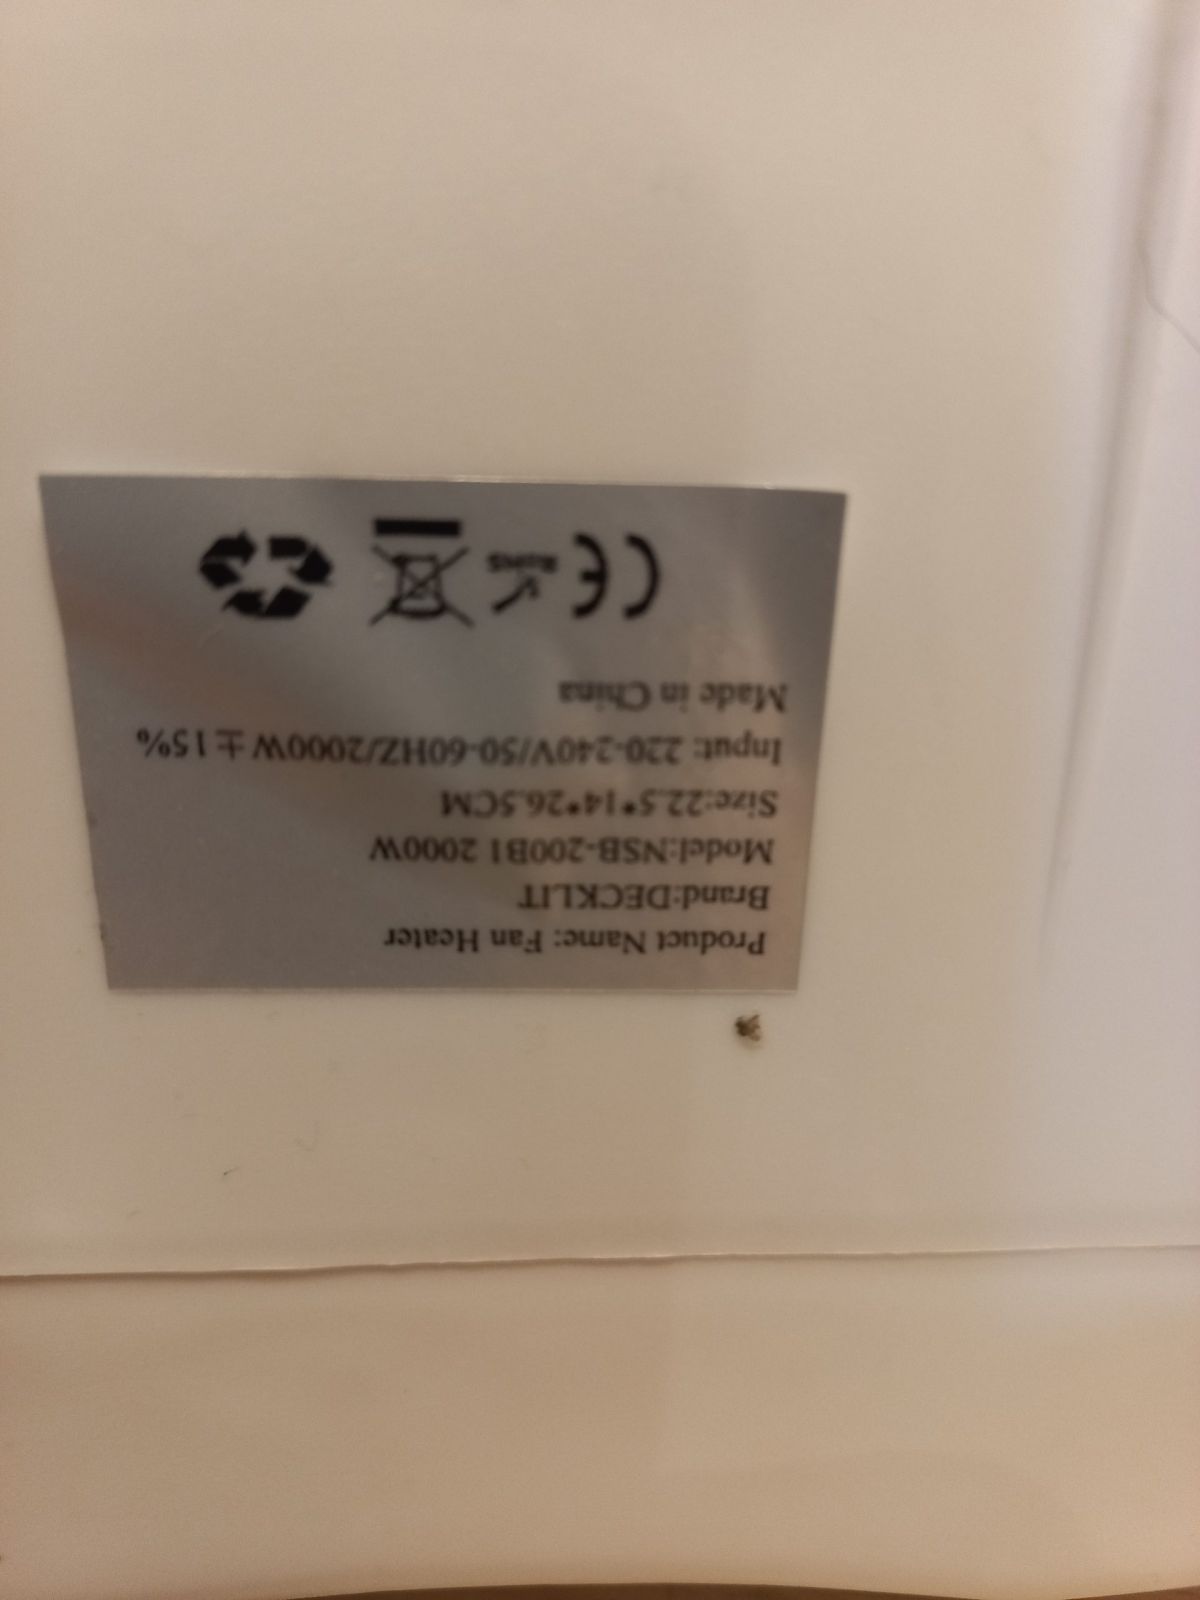 Product Name: Fan Heater
Brand:DECKLIT
Model:NSB-200B1 2000W
Size:22.5*14*26.5CM
Input: 220-240V/50-60HZ/2000W ± 15%
Made in China
CE RoHS